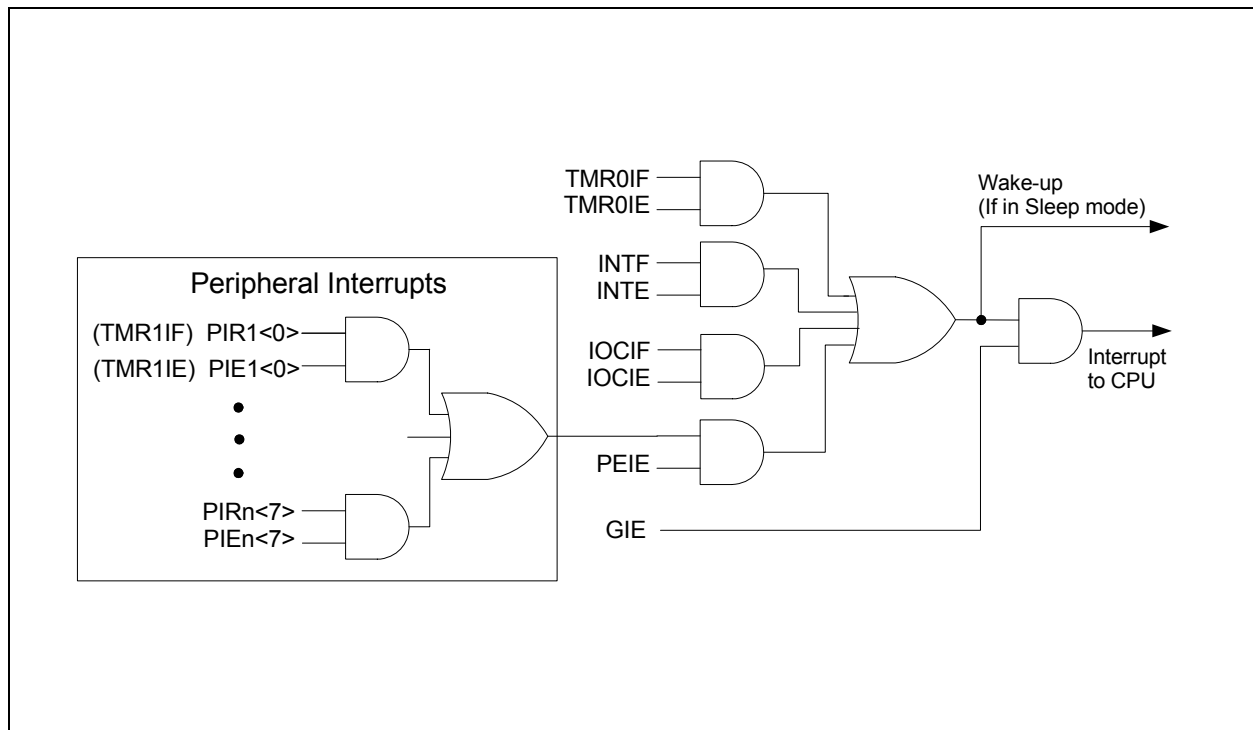 TMR0IF
TMR0IE
Wake-up
(If in Sleep mode)
INTF
INTE
Peripheral Interrupts
(TMR1IF) PIR1<0>
(TMR1IE) PIE1<0>
IOCIF
IOCIE
Interrupt
to CPU
PEIE
PIRn<7>
PIEn<7>
GIE